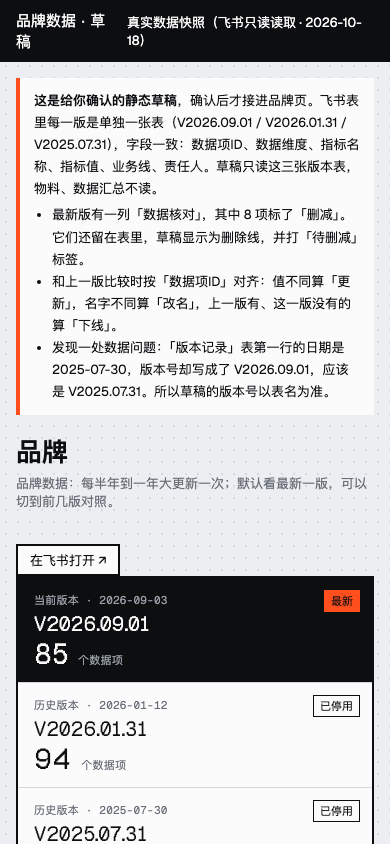 品牌数据 · 草
稿
真实数据快照（飞书只读读取 · 2026-10-
18）
这是给你确认的静态草稿，确认后才接进品牌页。飞书表
里每一版是单独一张表（V2026.09.01 / V2026.01.31 /
V2025.07.31），字段一致：数据项ID、数据维度、指标名
称、指标值、业务线、责任人。草稿只读这三张版本表，
物料、数据汇总不读。
• 最新版有一列「数据核对」，其中 8 项标了「删减」。
它们还留在表里，草稿显示为删除线，并打「待删减」
标签。
• 和上一版比较时按「数据项ID」对齐：值不同算「更
新」，名字不同算「改名」，上一版有、这一版没有的
算「下线」。
• 发现一处数据问题：「版本记录」表第一行的日期是
2025-07-30，版本号却写成了 V2026.09.01，应该
是 V2025.07.31。所以草稿的版本号以表名为准。
品牌
品牌数据：每半年到一年大更新一次；默认看最新一版，可以
切到前几版对照。
在飞书打开↗
当前版本 · 2026-09-03
最新
V2026.09.01
85 个数据项
历史版本 · 2026-01-12
已停用
V2026.01.31
94 个数据项
历史版本 · 2025-07-30
已停用
V2025.07.31